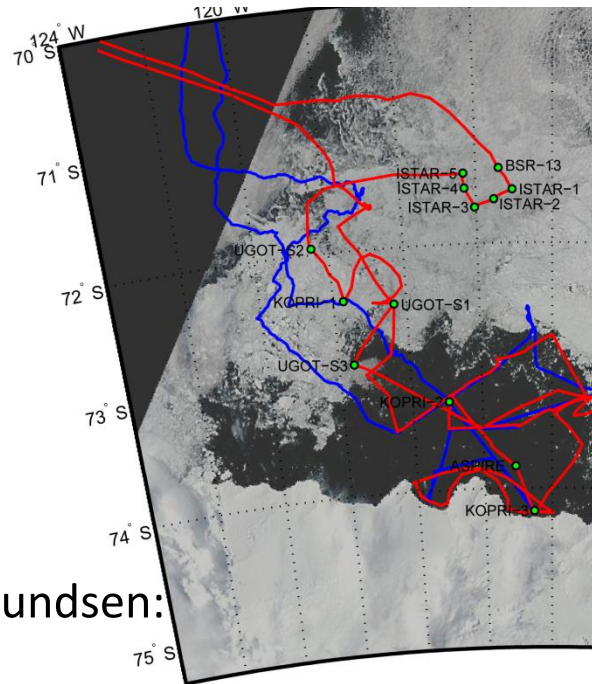 124° W
120° W
70° S
71° S
BSR-13
ISTAR-5
ISTAR-4
ISTAR-1
ISTAR-2
ISTAR-3
UGOT-S2
72° S
KOPRI-1
UGOT-S1
UGOT-S3
KOPRI-2
73° S
ASPIRE
KOPRI-3
74° S
undsen:
75° S